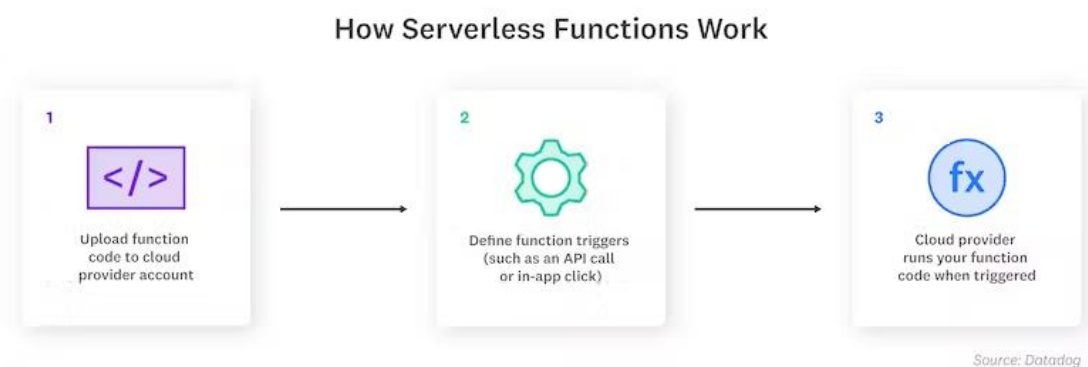 How Serverless Functions Work
1
</>
Upload function
code to cloud
provider account
2
Define function triggers
(such as an API call
or in-app click)
3
fx
Cloud provider
runs your function
code when triggered
Source: Datadog